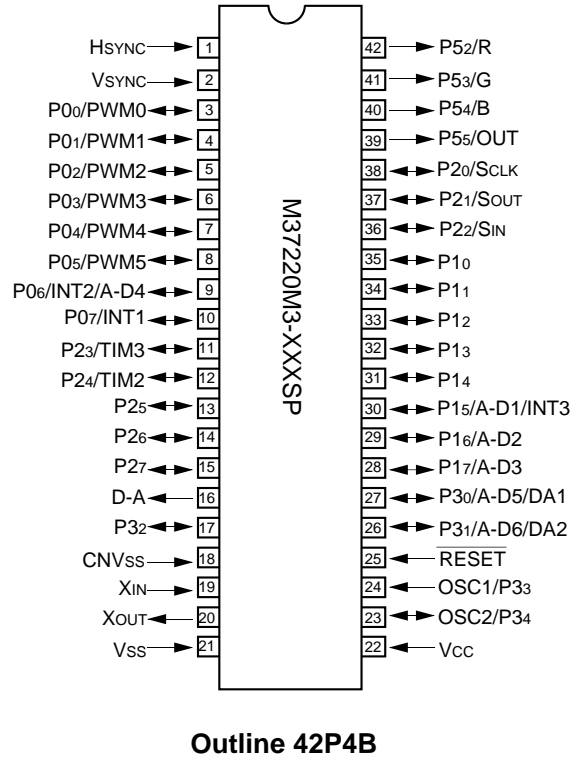 HSYNC 1 42 P52/R
VSYNC 2 41 P53/G
P00/PWM0 3 40 P54/B
P01/PWM1 4 39 P55/OUT
P02/PWM2 5 38 P20/SCLK
P03/PWM3 6 37 P21/SOUT
P04/PWM4 7 36 P22/SIN
P05/PWM5 8 35 P10
P06/INT2/A-D4 9 34 P11
P07/INT1 10 33 P12
P23/TIM3 11 32 P13
P24/TIM2 12 31 P14
P25 13 30 P15/A-D1/INT3
P26 14 29 P16/A-D2
P27 15 28 P17/A-D3
D-A 16 27 P30/A-D5/DA1
P32 17 26 P31/A-D6/DA2
CNVSS 18 25 RESET
XIN 19 24 OSC1/P33
XOUT 20 23 OSC2/P34
VSS 21 22 VCC
M37220M3-XXXSP
Outline 42P4B